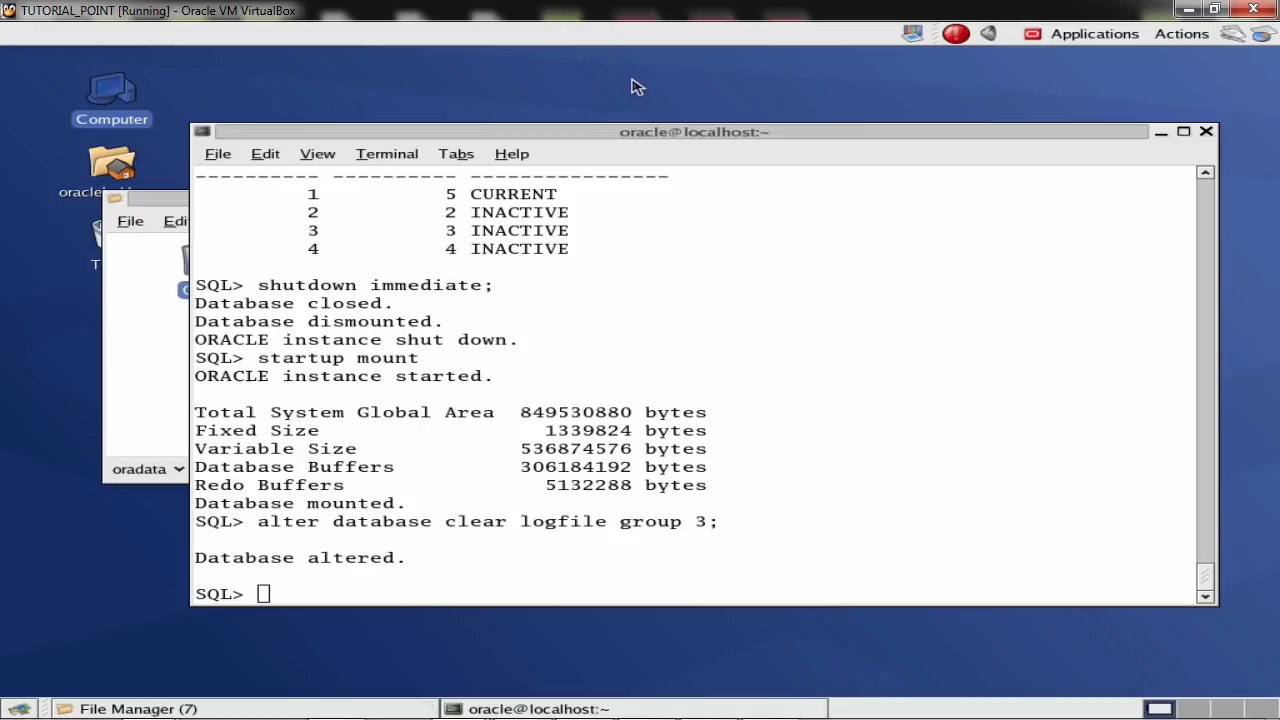 TUTORIAL_POINT [Running] - Oracle VM VirtualBox
Applications Actions
Computer
oracle@localhost:~
File Edit View Terminal Tabs Help
---------- ---------- ----------------
1 5 CURRENT
2 2 INACTIVE
3 3 INACTIVE
4 4 INACTIVE
SQL> shutdown immediate;
Database closed.
Database dismounted.
ORACLE instance shut down.
SQL> startup mount
ORACLE instance started.
Total System Global Area 849530880 bytes
Fixed Size 1339824 bytes
Variable Size 536874576 bytes
Database Buffers 306184192 bytes
Redo Buffers 5132288 bytes
Database mounted.
SQL> alter database clear logfile group 3;
Database altered.
SQL>
File
oradata
File Manager (7)
oracle@localhost:~